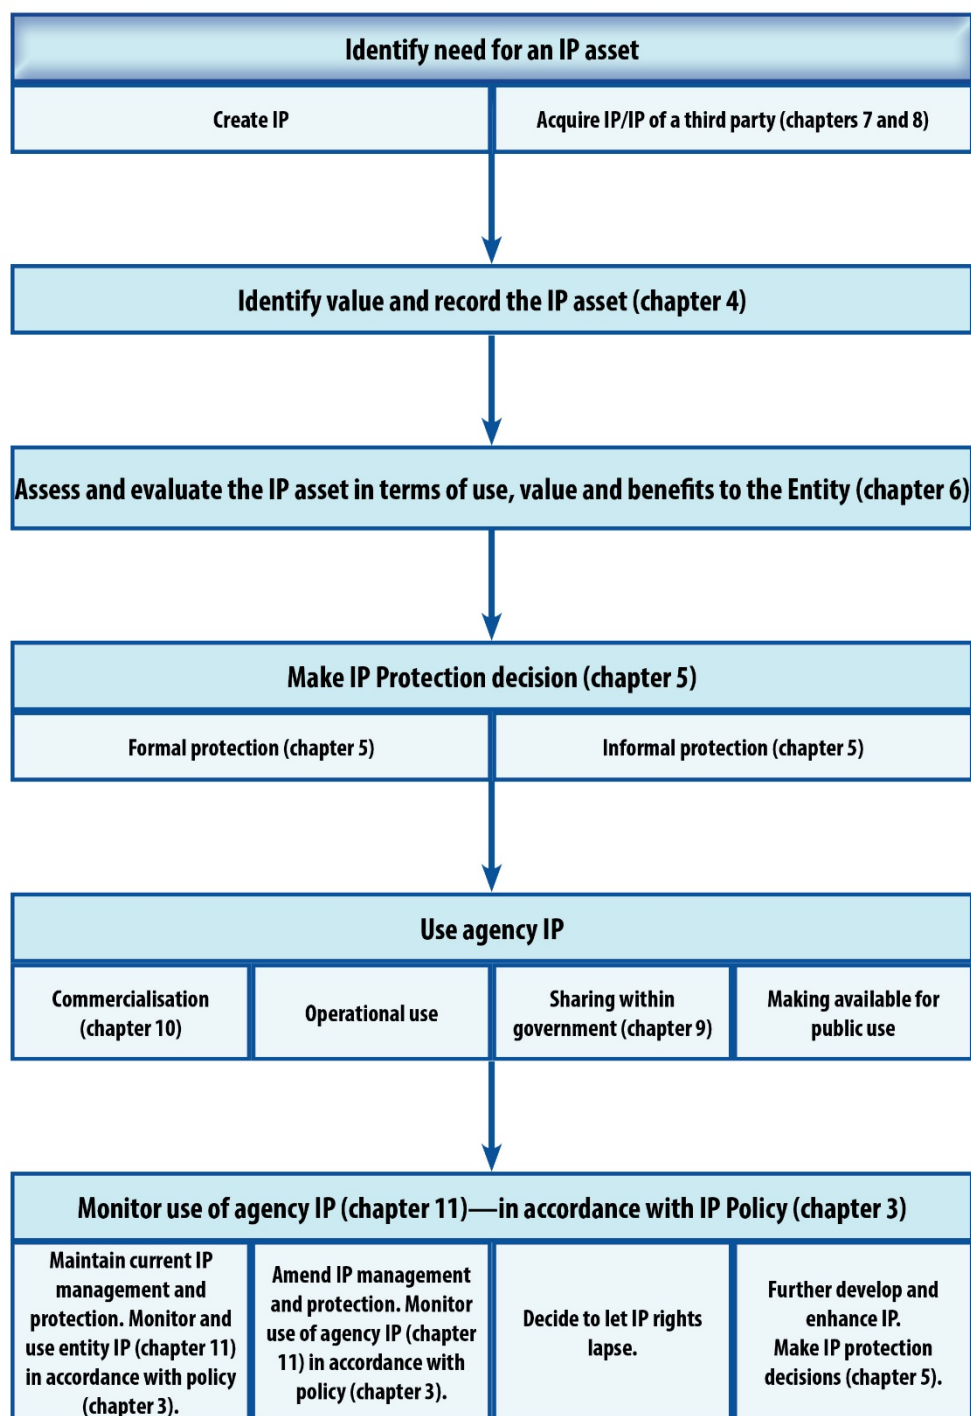 Identify need for an IP asset
Create IP
Acquire IP/IP of a third party (chapters 7 and 8)
Identify value and record the IP asset (chapter 4)
Assess and evaluate the IP asset in terms of use, value and benefits to the Entity (chapter 6)
Make IP Protection decision (chapter 5)
Formal protection (chapter 5)
Informal protection (chapter 5)
Use agency IP
Commercialisation
(chapter 10)
Operational use
Sharing within
government (chapter 9)
Making available for
public use
Monitor use of agency IP (chapter 11)—in accordance with IP Policy (chapter 3)
Maintain current IP
management and
protection. Monitor and
use entity IP (chapter 11)
in accordance with policy
(chapter 3).
Amend IP management
and protection. Monitor
use of agency IP (chapter
11) in accordance with
policy (chapter 3).
Decide to let IP rights
lapse.
Further develop and
enhance IP.
Make IP protection
decisions (chapter 5).